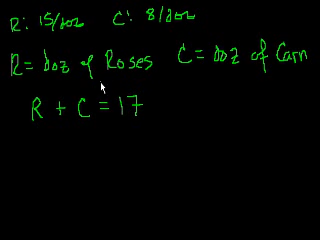 R: 15/doz C: 8/doz
R = Doz of Roses C = Doz of Carn
R + C = 17